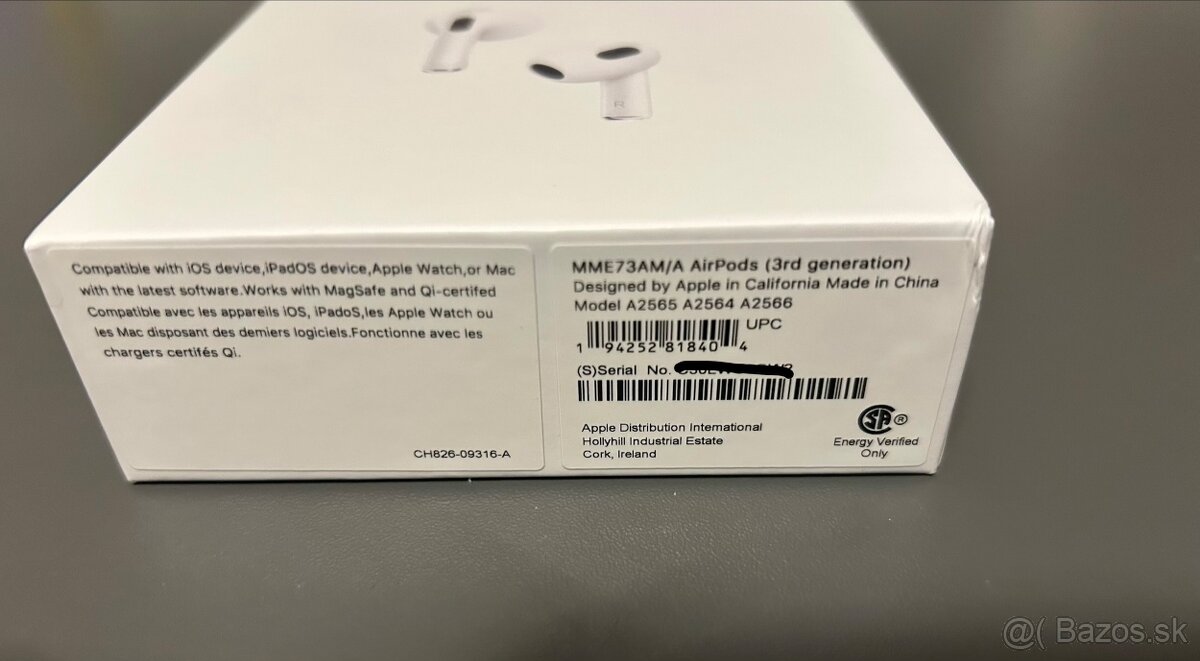 R
Compatible with iOS device,iPadOS device,Apple Watch,or Mac
with the latest software.Works with MagSafe and Qi-certifed
Compatible avec les appareils iOS, iPadoS,les Apple Watch ou
les Mac disposant des demiers logiciels.Fonctionne avec les
chargers certifés Qi.
CH826-09316-A
MME73AM/A AirPods (3rd generation)
Designed by Apple in California Made in China
Model A2565 A2564 A2566
UPC
1 94252 81840 4
(S)Serial No.
Apple Distribution International
Hollyhill Industrial Estate
Cork, Ireland
SA ®
Energy Verified
Only
@( Bazos.sk